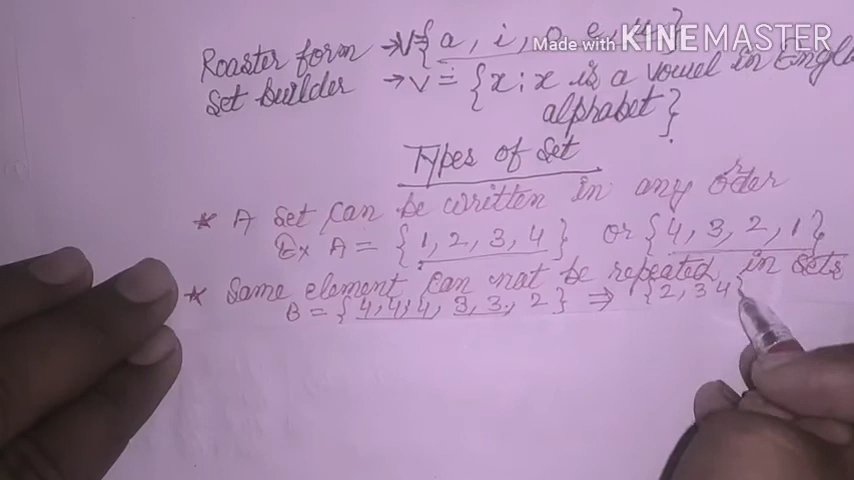 Roaster form → V = { a, i, o, e, u }
Made with KINEMASTER
Set builder → V = { x : x is a vowel in Engl
alphabet }
Types of Set
* A set can be written in any order
Ex A = { 1, 2, 3, 4 } or { 4, 3, 2, 1 }
* Same element can not be repeated in sets
B = { 4, 4, 4, 3, 3, 2 } ⇒ { 2, 3 4 }